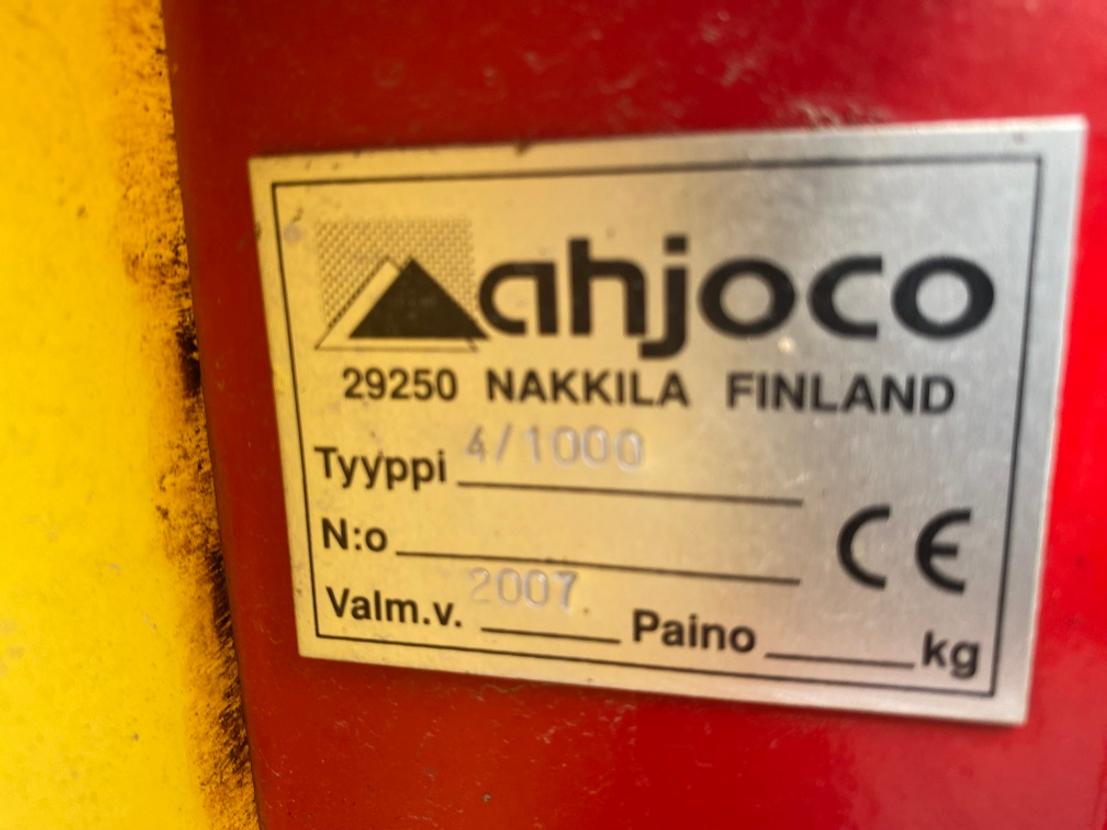 ahjoco
29250 NAKKILA FINLAND
Tyyppi 4/1000
N:o
Valm.v. 2007 Paino kg
CE